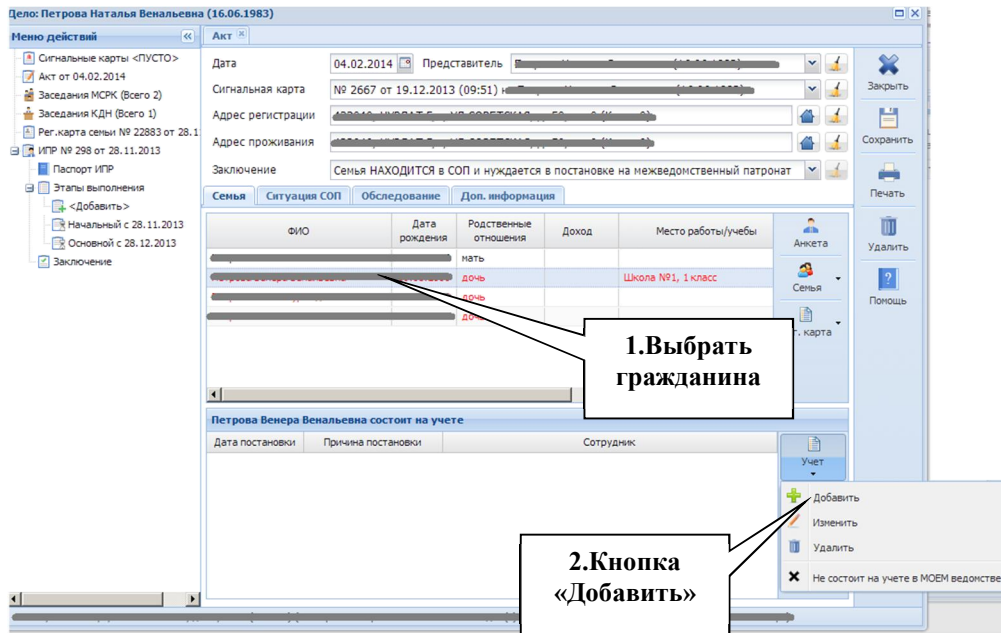 Дело: Петрова Наталья Венальевна (16.06.1983)
Меню действий
Сигнальные карты <ПУСТО>
Акт от 04.02.2014
Заседания МСРК (Всего 2)
Заседания КДН (Всего 1)
Рег.карта семьи № 22883 от 28.1
ИПР № 298 от 28.11.2013
Паспорт ИПР
Этапы выполнения
<Добавить>
Начальный с 28.11.2013
Основной с 28.12.2013
Заключение
Акт
Дата 04.02.2014 Представитель
Сигнальная карта № 2667 от 19.12.2013 (09:51)
Адрес регистрации
Адрес проживания
Заключение Семья НАХОДИТСЯ в СОП и нуждается в постановке на межведомственный патронат
Семья Ситуация СОП Обследование Доп. информация
ФИО Дата рождения Родственные отношения Доход Место работы/учебы
мать
дочь Школа №1, 1 класс
дочь
дочь
Анкета
Семья
г. карта
1.Выбрать
гражданина
Петрова Венера Венальевна состоит на учете
Дата постановки Причина постановки Сотрудник
Учет
Добавить
Изменить
Удалить
Не состоит на учете в МОЕМ ведомстве
2.Кнопка
«Добавить»
Закрыть
Сохранить
Печать
Удалить
Помощь